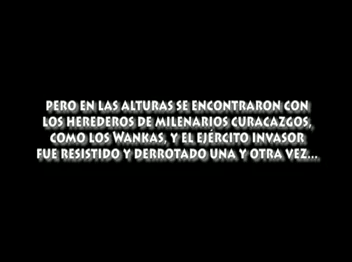 PERO EN LAS ALTURAS SE ENCONTRARON CON
LOS HEREDEROS DE MILENARIOS CURACAZGOS,
COMO LOS WANKAS, Y EL EJÉRCITO INVASOR
FUE RESISTIDO Y DERROTADO UNA Y OTRA VEZ...